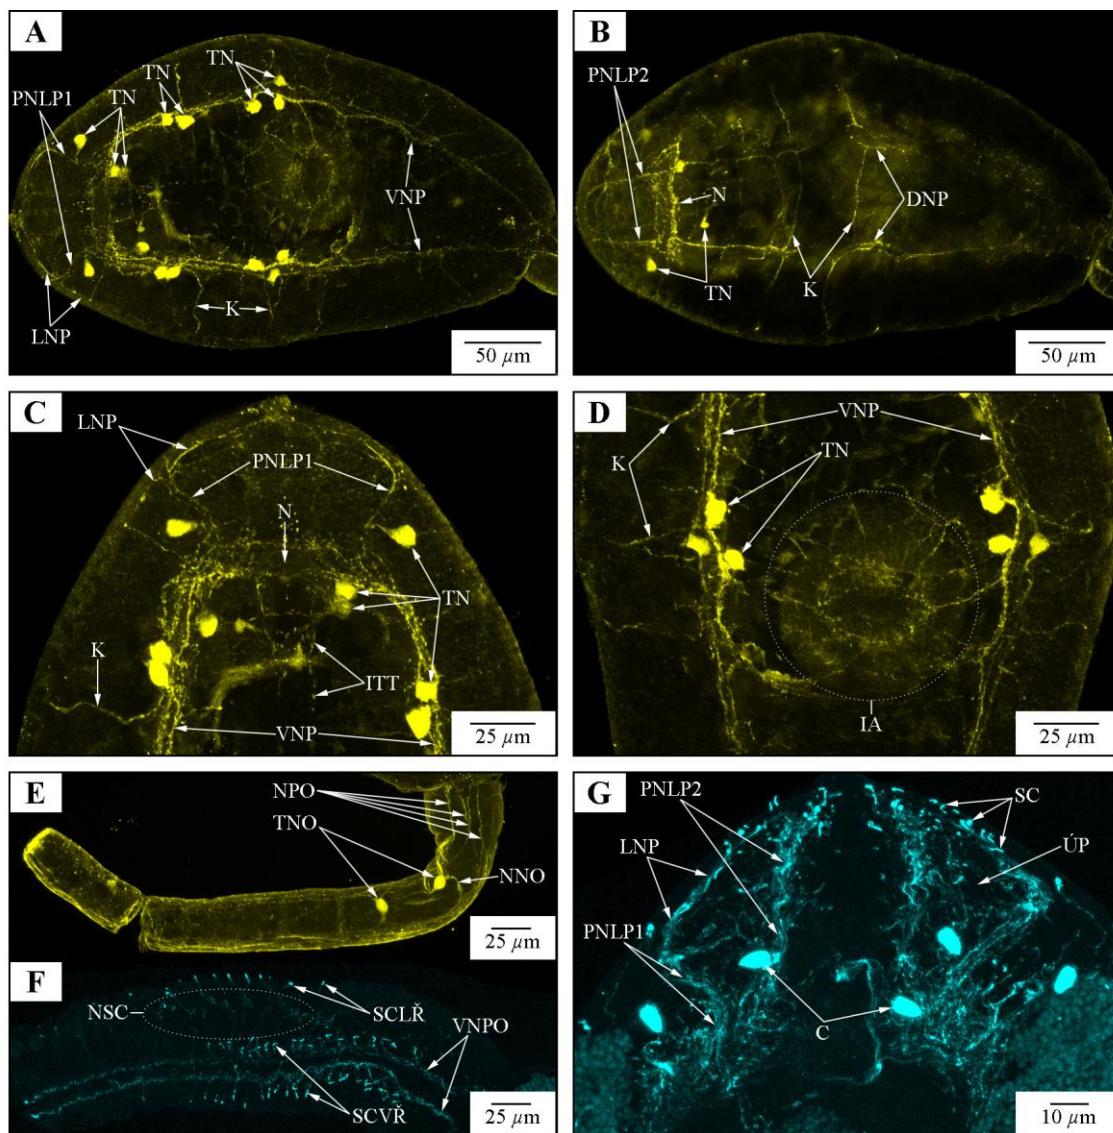 A
TN
TN
TN
PNLP1
VNP
LNP
K
50 µm
B
PNLP2
N
DNP
TN
K
50 µm
C
LNP
PNLP1
N
TN
K
ITT
VNP
25 µm
D
VNP
TN
K
IA
25 µm
E
NPO
TNO
NNO
25 µm
F
NSC
SCLŘ
VNPO
SCVŘ
25 µm
G
PNLP2
SC
LNP
ÚP
PNLP1
C
10 µm